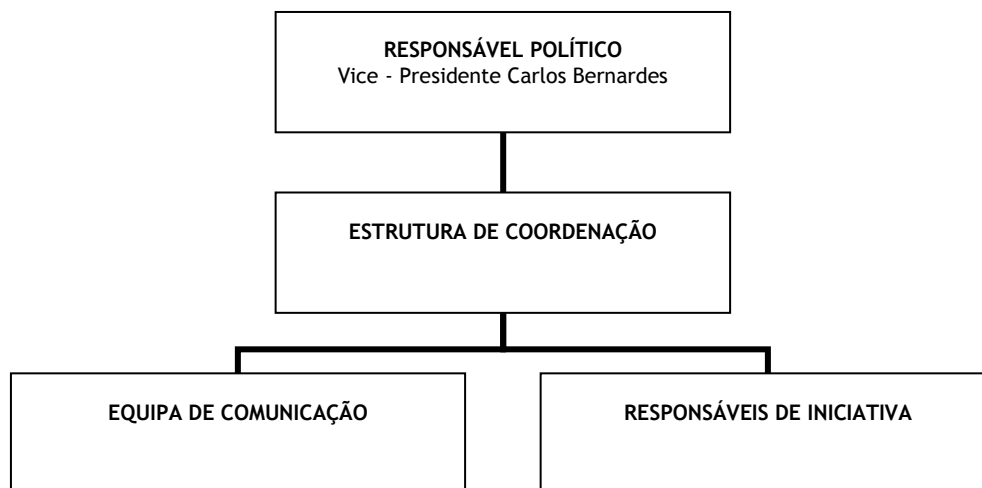 RESPONSÁVEL POLÍTICO
Vice - Presidente Carlos Bernardes
ESTRUTURA DE COORDENAÇÃO
EQUIPA DE COMUNICAÇÃO
RESPONSÁVEIS DE INICIATIVA